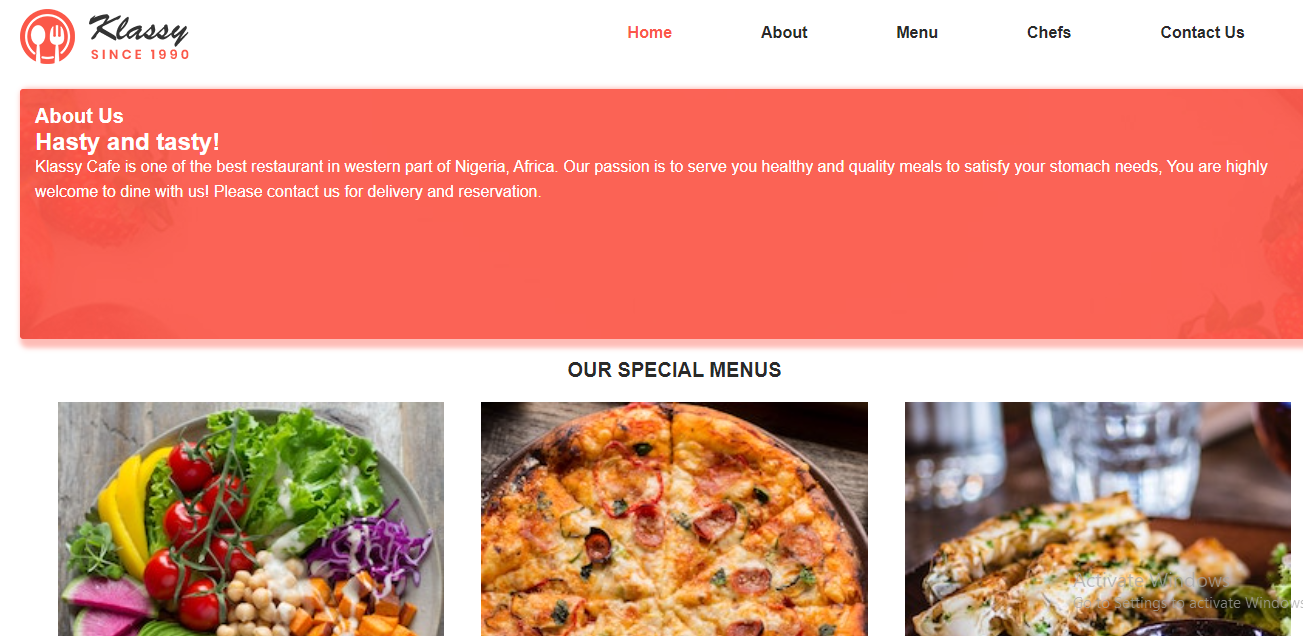 Klassy
SINCE 1990
Home About Menu Chefs Contact Us
About Us
Hasty and tasty!
Klassy Cafe is one of the best restaurant in western part of Nigeria, Africa. Our passion is to serve you healthy and quality meals to satisfy your stomach needs, You are highly
welcome to dine with us! Please contact us for delivery and reservation.
OUR SPECIAL MENUS
Activate Windows
Go to Settings to activate Windows